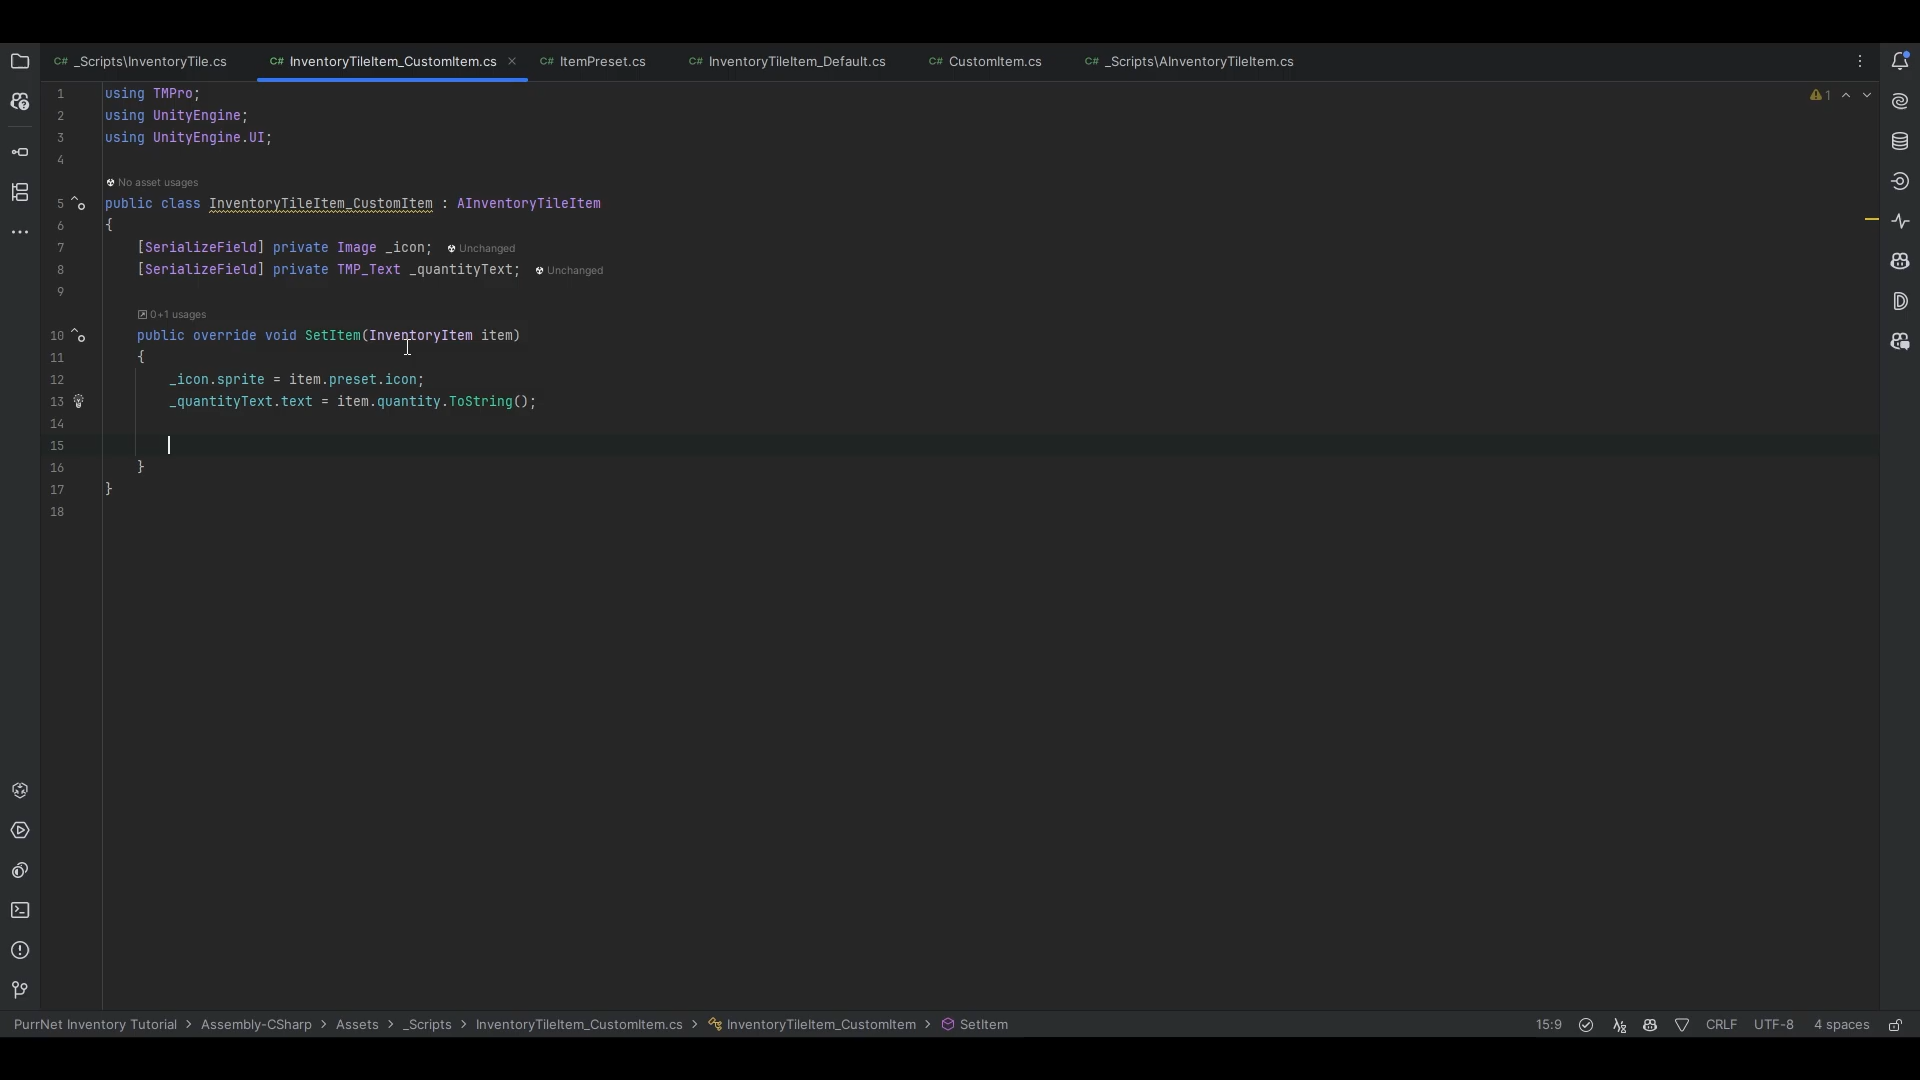 C# _Scripts\InventoryTile.cs C# InventoryTileItem_CustomItem.cs C# ItemPreset.cs C# InventoryTileItem_Default.cs C# CustomItem.cs C# _Scripts\AInventoryTileItem.cs
1 using TMPro;
1
2 using UnityEngine;
3 using UnityEngine.UI;
4
No asset usages
5 public class InventoryTileItem_CustomItem : AInventoryTileItem
6 {
7 [SerializeField] private Image _icon; Unchanged
8 [SerializeField] private TMP_Text _quantityText; Unchanged
9
0+1 usages
10 public override void SetItem(InventoryItem item)
11 {
12 _icon.sprite = item.preset.icon;
13 _quantityText.text = item.quantity.ToString();
14
15
16 }
17 }
18
PurrNet Inventory Tutorial > Assembly-CSharp > Assets > _Scripts > InventoryTileItem_CustomItem.cs > InventoryTileItem_CustomItem > SetItem 15:9 CRLF UTF-8 4 spaces